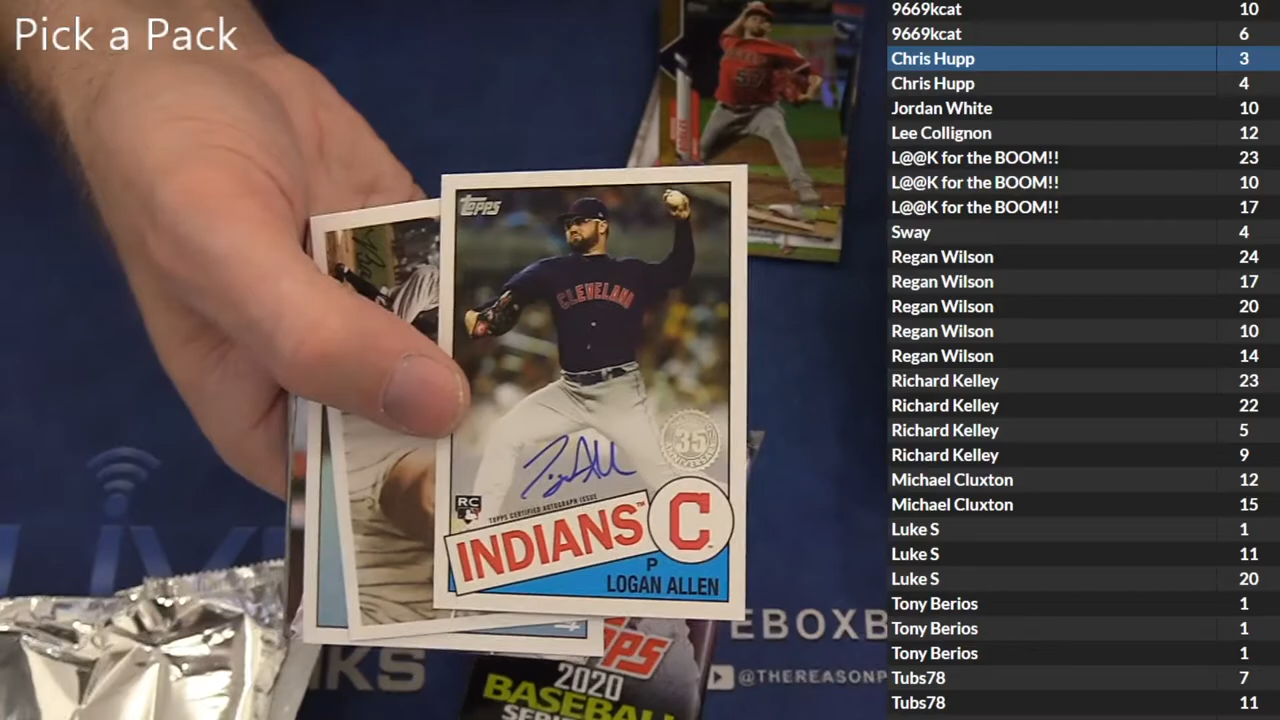 Pick a Pack
9669kcat 10
9669kcat 6
Chris Hupp 3
Chris Hupp 4
Jordan White 10
Lee Collignon 12
L@@K for the BOOM!! 23
L@@K for the BOOM!! 10
L@@K for the BOOM!! 17
Sway 4
Regan Wilson 24
Regan Wilson 17
Regan Wilson 20
Regan Wilson 10
Regan Wilson 14
Richard Kelley 23
Richard Kelley 22
Richard Kelley 5
Richard Kelley 9
Michael Cluxton 12
Michael Cluxton 15
Luke S 1
Luke S 11
Luke S 20
Tony Berios 1
Tony Berios 1
Tony Berios 1
Tubs78 7
Tubs78 11
Topps
CLEVELAND
35
ANNIVERSARY
RC
TOPPS CERTIFIED AUTOGRAPH ISSUE
INDIANS™
C
P
LOGAN ALLEN
EBOXB
@THEREASONP
2020
BASEBALL